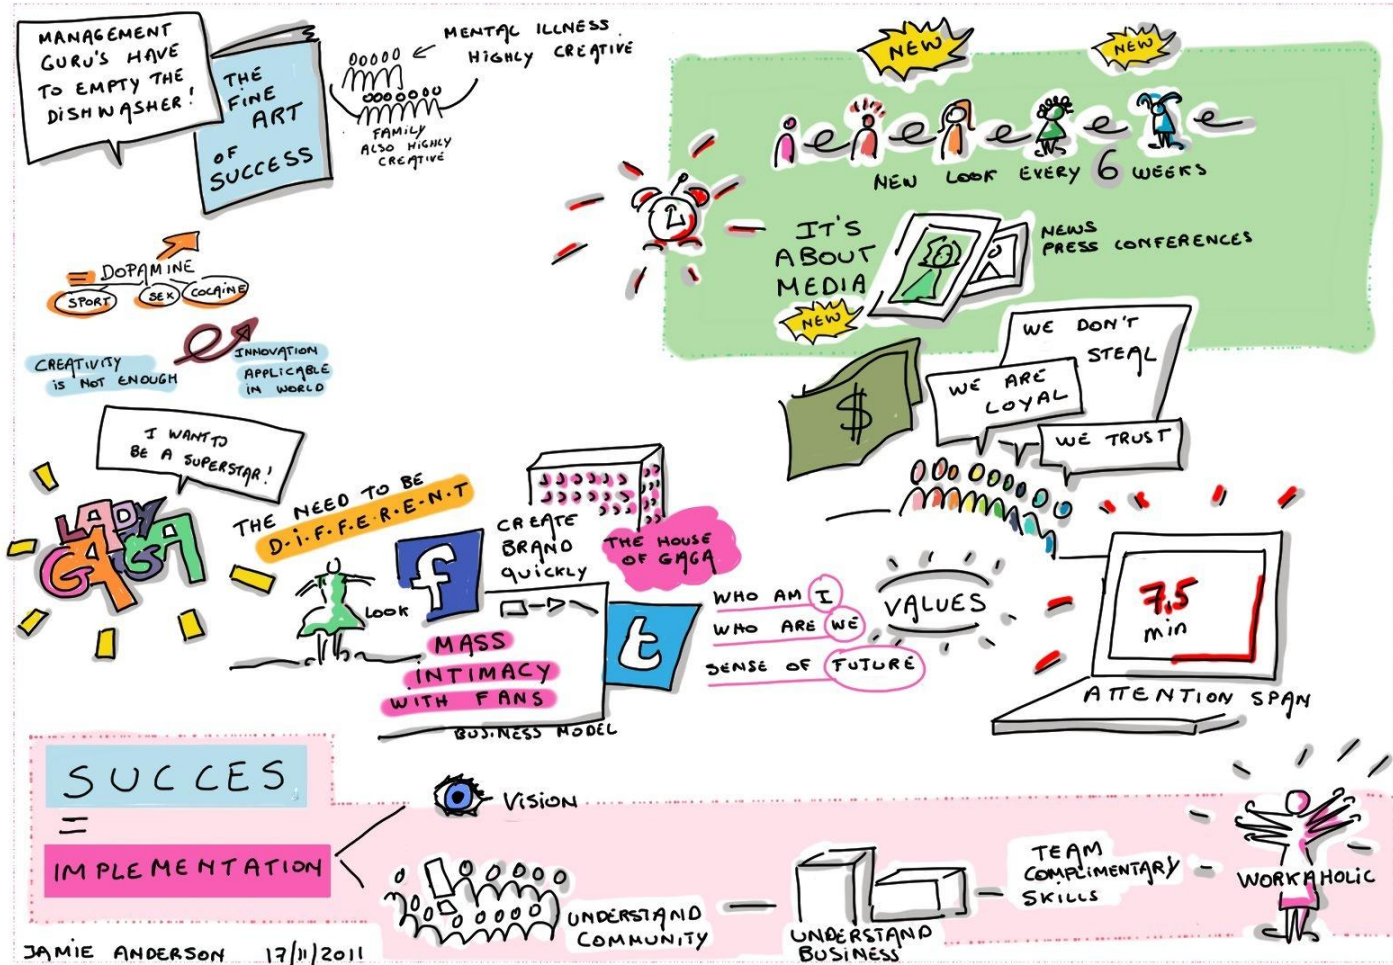 MANAGEMENT
GURU'S HAVE
TO EMPTY THE
DISHWASHER!
THE
FINE
ART
OF
SUCCESS
MENTAL ILLNESS
HIGHLY CREATIVE
FAMILY
ALSO HIGHLY
CREATIVE
NEW
NEW
NEW LOOK EVERY 6 WEEKS
IT'S
ABOUT
MEDIA
NEW
NEWS
PRESS CONFERENCES
= DOPAMINE
SPORT SEX COCAINE
CREATIVITY
IS NOT ENOUGH
INNOVATION
APPLICABLE
IN WORLD
$
WE DON'T
STEAL
WE ARE
LOYAL
WE TRUST
I WANT TO
BE A SUPERSTAR!
LADY
GAGA
THE NEED TO BE
D.i.F.F.E.R.E.N.T
LOOK
f
CREATE
BRAND
QUICKLY
THE HOUSE
OF GAGA
MASS
INTIMACY
WITH FANS
BUSINESS MODEL
t
WHO AM I
WHO ARE WE
SENSE OF FUTURE
VALUES
7,5
min
ATTENTION SPAN
SUCCES
=
IMPLEMENTATION
VISION
UNDERSTAND
COMMUNITY
UNDERSTAND
BUSINESS
TEAM
COMPLIMENTARY
SKILLS
WORKAHOLIC
JAMIE ANDERSON 17/11/2011